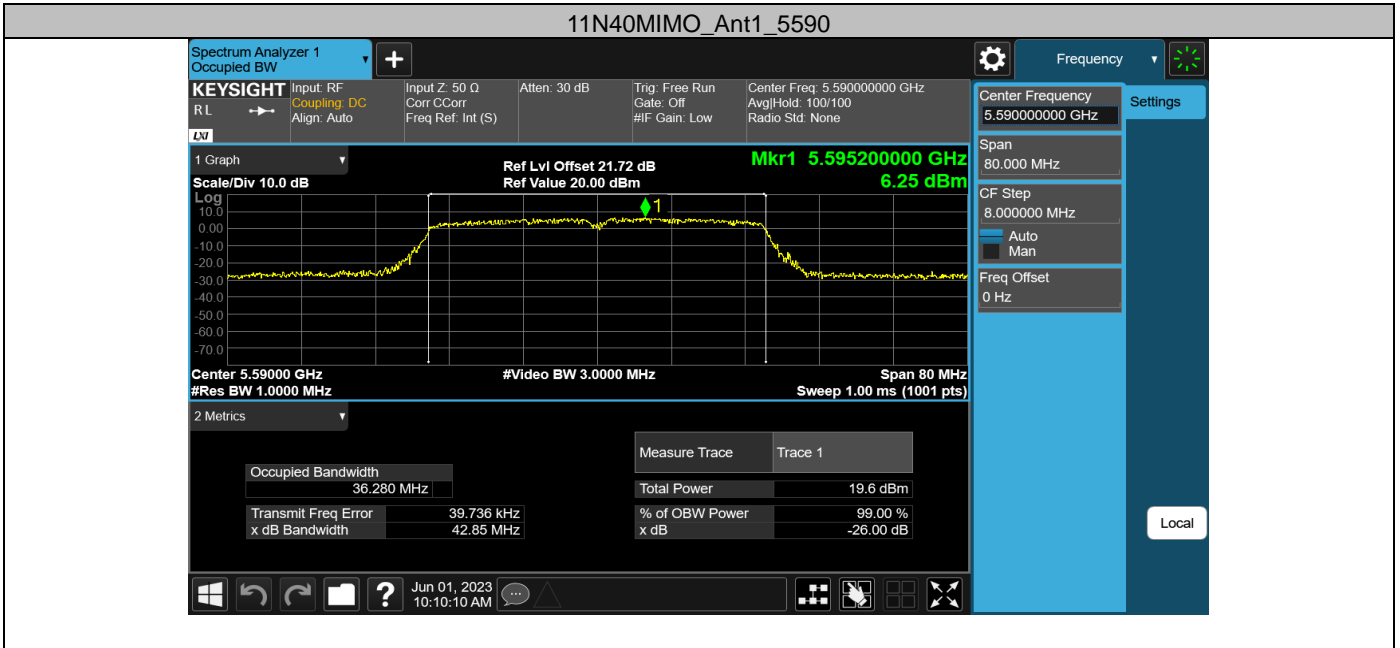 11N40MIMO_Ant1_5590
Spectrum Analyzer 1
Occupied BW
+
Frequency
KEYSIGHT
R L
LXI
Input: RF
Coupling: DC
Align: Auto
Input Z: 50 Ω
Corr CCorr
Freq Ref: Int (S)
Atten: 30 dB
Trig: Free Run
Gate: Off
#IF Gain: Low
Center Freq: 5.590000000 GHz
Avg|Hold: 100/100
Radio Std: None
Center Frequency
5.590000000 GHz
Settings
Span
80.000 MHz
CF Step
8.000000 MHz
Auto
Man
Freq Offset
0 Hz
Local
1 Graph
Scale/Div 10.0 dB
Ref Lvl Offset 21.72 dB
Ref Value 20.00 dBm
Mkr1 5.595200000 GHz
6.25 dBm
Log
10.0
0.00
-10.0
-20.0
-30.0
-40.0
-50.0
-60.0
-70.0
1
Center 5.59000 GHz
#Res BW 1.0000 MHz
#Video BW 3.0000 MHz
Span 80 MHz
Sweep 1.00 ms (1001 pts)
2 Metrics
Measure Trace Trace 1
Occupied Bandwidth
36.280 MHz
Total Power 19.6 dBm
Transmit Freq Error 39.736 kHz
% of OBW Power 99.00 %
x dB Bandwidth 42.85 MHz
x dB -26.00 dB
?
Jun 01, 2023
10:10:10 AM